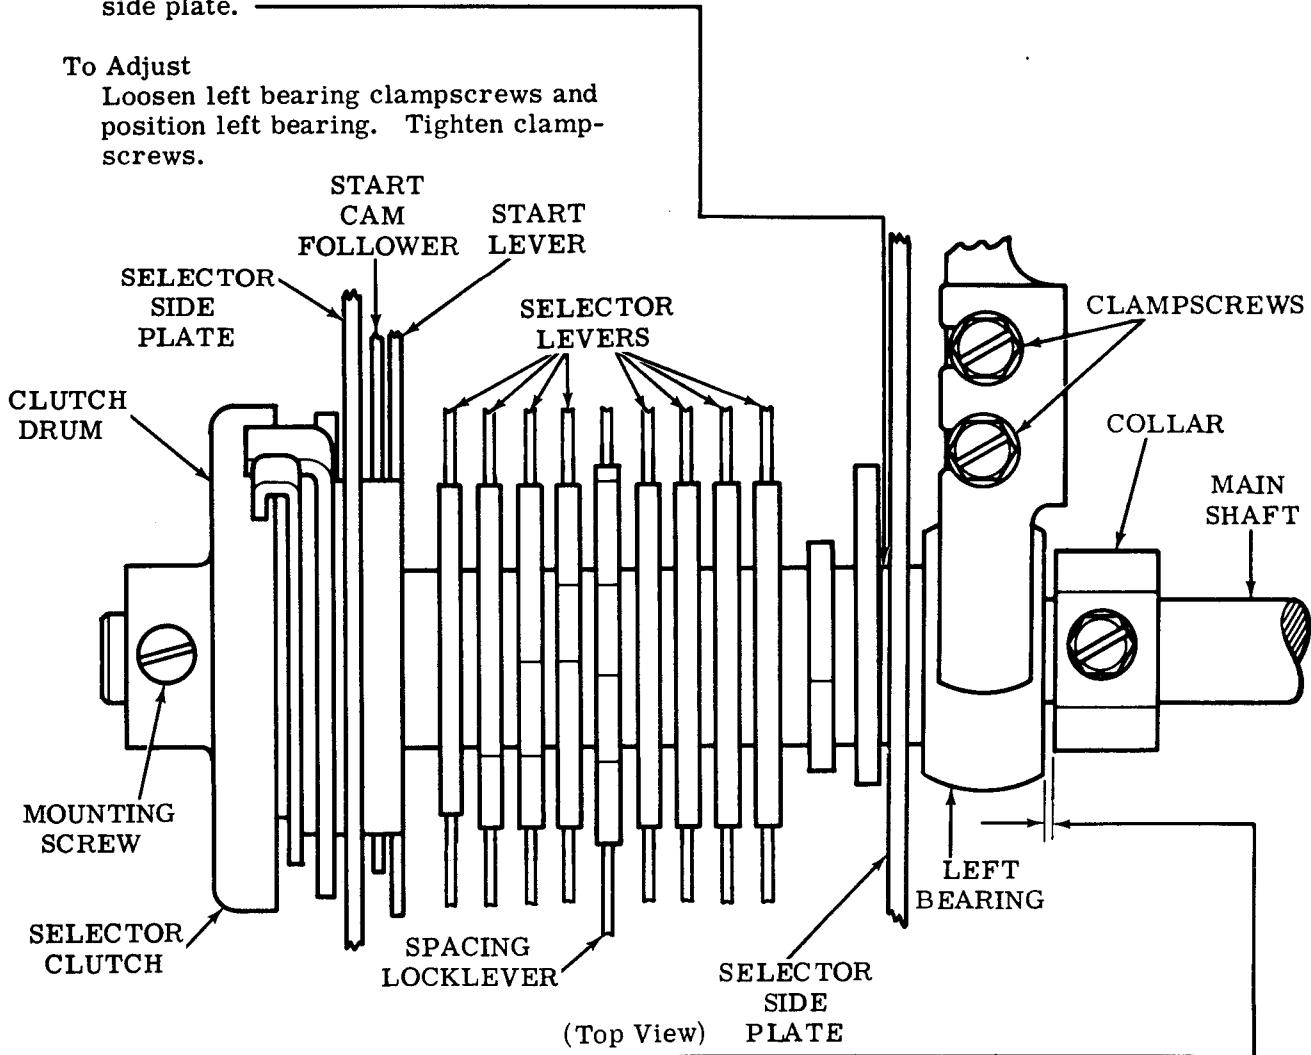 side plate.
To Adjust
Loosen left bearing clampscrews and
position left bearing. Tighten clamp-
screws.
START
CAM
FOLLOWER
START
LEVER
SELECTOR
SIDE
PLATE
SELECTOR
LEVERS
CLAMPSCREWS
CLUTCH
DRUM
COLLAR
MAIN
SHAFT
MOUNTING
SCREW
LEFT
BEARING
SELECTOR
CLUTCH
SPACING
LOCKLEVER
SELECTOR
SIDE
PLATE
(Top View)